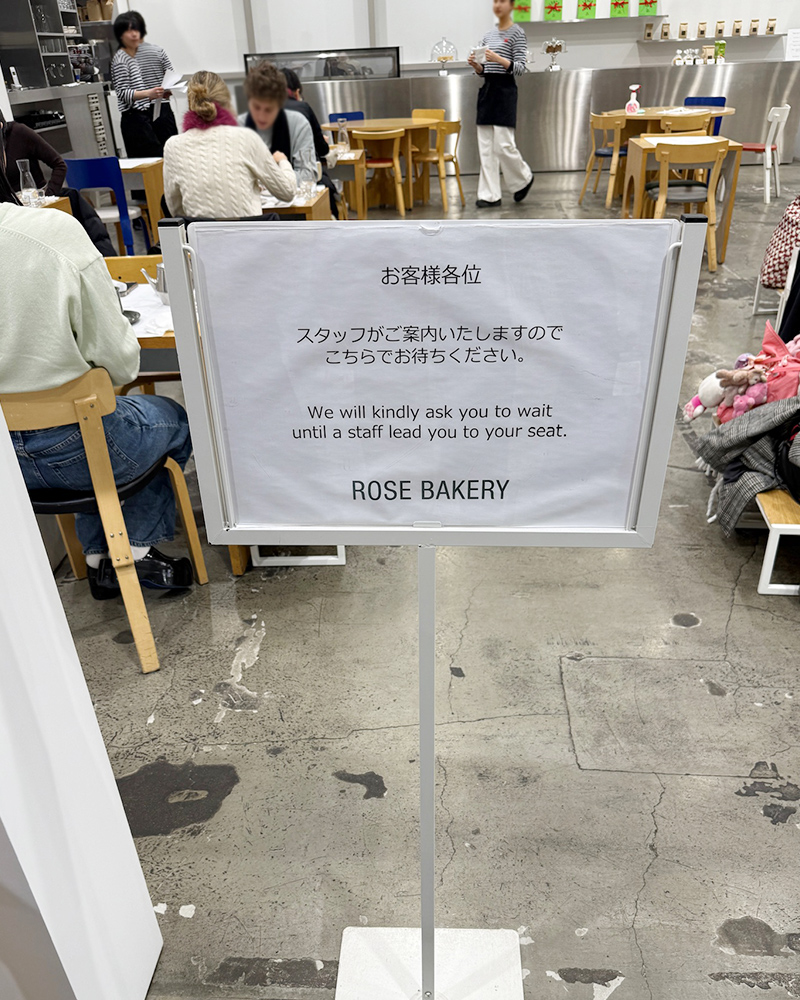 お客様各位
スタッフがご案内いたしますので
こちらでお待ちください。
We will kindly ask you to wait
until a staff lead you to your seat.
ROSE BAKERY